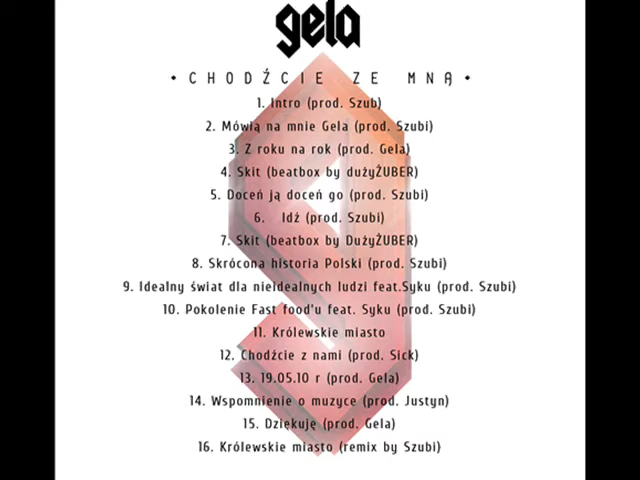 gela
•CHODŹCIE ZE MNĄ•
1. Intro (prod. Szub)
2. Mówią na mnie Gela (prod. Szubi)
3. Z roku na rok (prod. Gela)
4. Skit (beatbox by dużyŻUBER)
5. Doceń ją doceń go (prod. Szubi)
6. Idź (prod. Szubi)
7. Skit (beatbox by DużyŻUBER)
8. Skrócona historia Polski (prod. Szubi)
9. Idealny świat dla nieidealnych ludzi feat.Syku (prod. Szubi)
10. Pokolenie Fast food'u feat. Syku (prod. Szubi)
11. Królewskie miasto
12. Chodźcie z nami (prod. Sick)
13. 19.05.10 r (prod. Gela)
14. Wspomnienie o muzyce (prod. Justyn)
15. Dziękuję (prod. Gela)
16. Królewskie miasto (remix by Szubi)